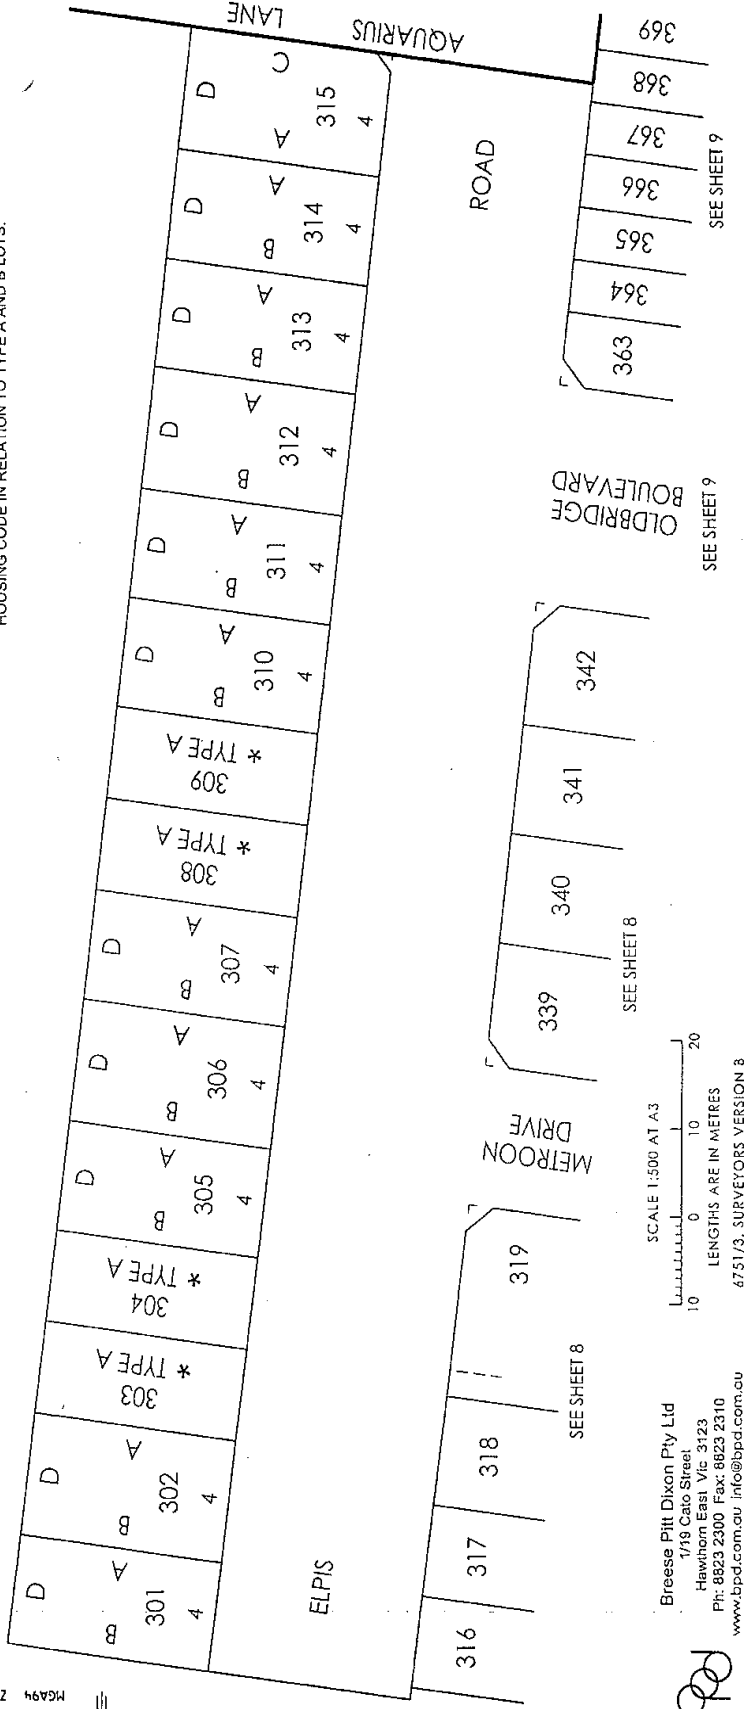 HOUSING CODE IN RELATION TO TYPE A AND B LOTS.
MGA94 Z
D
B 301 A
4
D
B 302 A
4
303
* TYPE A
304
* TYPE A
D
B 305 A
4
D
B 306 A
4
D
B 307 A
4
308
* TYPE A
309
* TYPE A
D
B 310 A
4
D
B 311 A
4
D
B 312 A
4
D
B 313 A
4
D
B 314 A
4
D
A 315 C
4
AQUARIUS
LANE
ELPIS
ROAD
316
317
318
319
SEE SHEET 8
METROON
DRIVE
339
340
341
342
SEE SHEET 8
OLDBRIDGE
BOULEVARD
SEE SHEET 9
363
364
365
366
367
368
369
SEE SHEET 9
bpd
Breese Pitt Dixon Pty Ltd
1/19 Cato Street
Hawthorn East Vic 3123
Ph: 8823 2300 Fax: 8823 2310
www.bpd.com.au info@bpd.com.au
SCALE 1:500 AT A3
10 0 10 20
LENGTHS ARE IN METRES
6751/3, SURVEYORS VERSION B